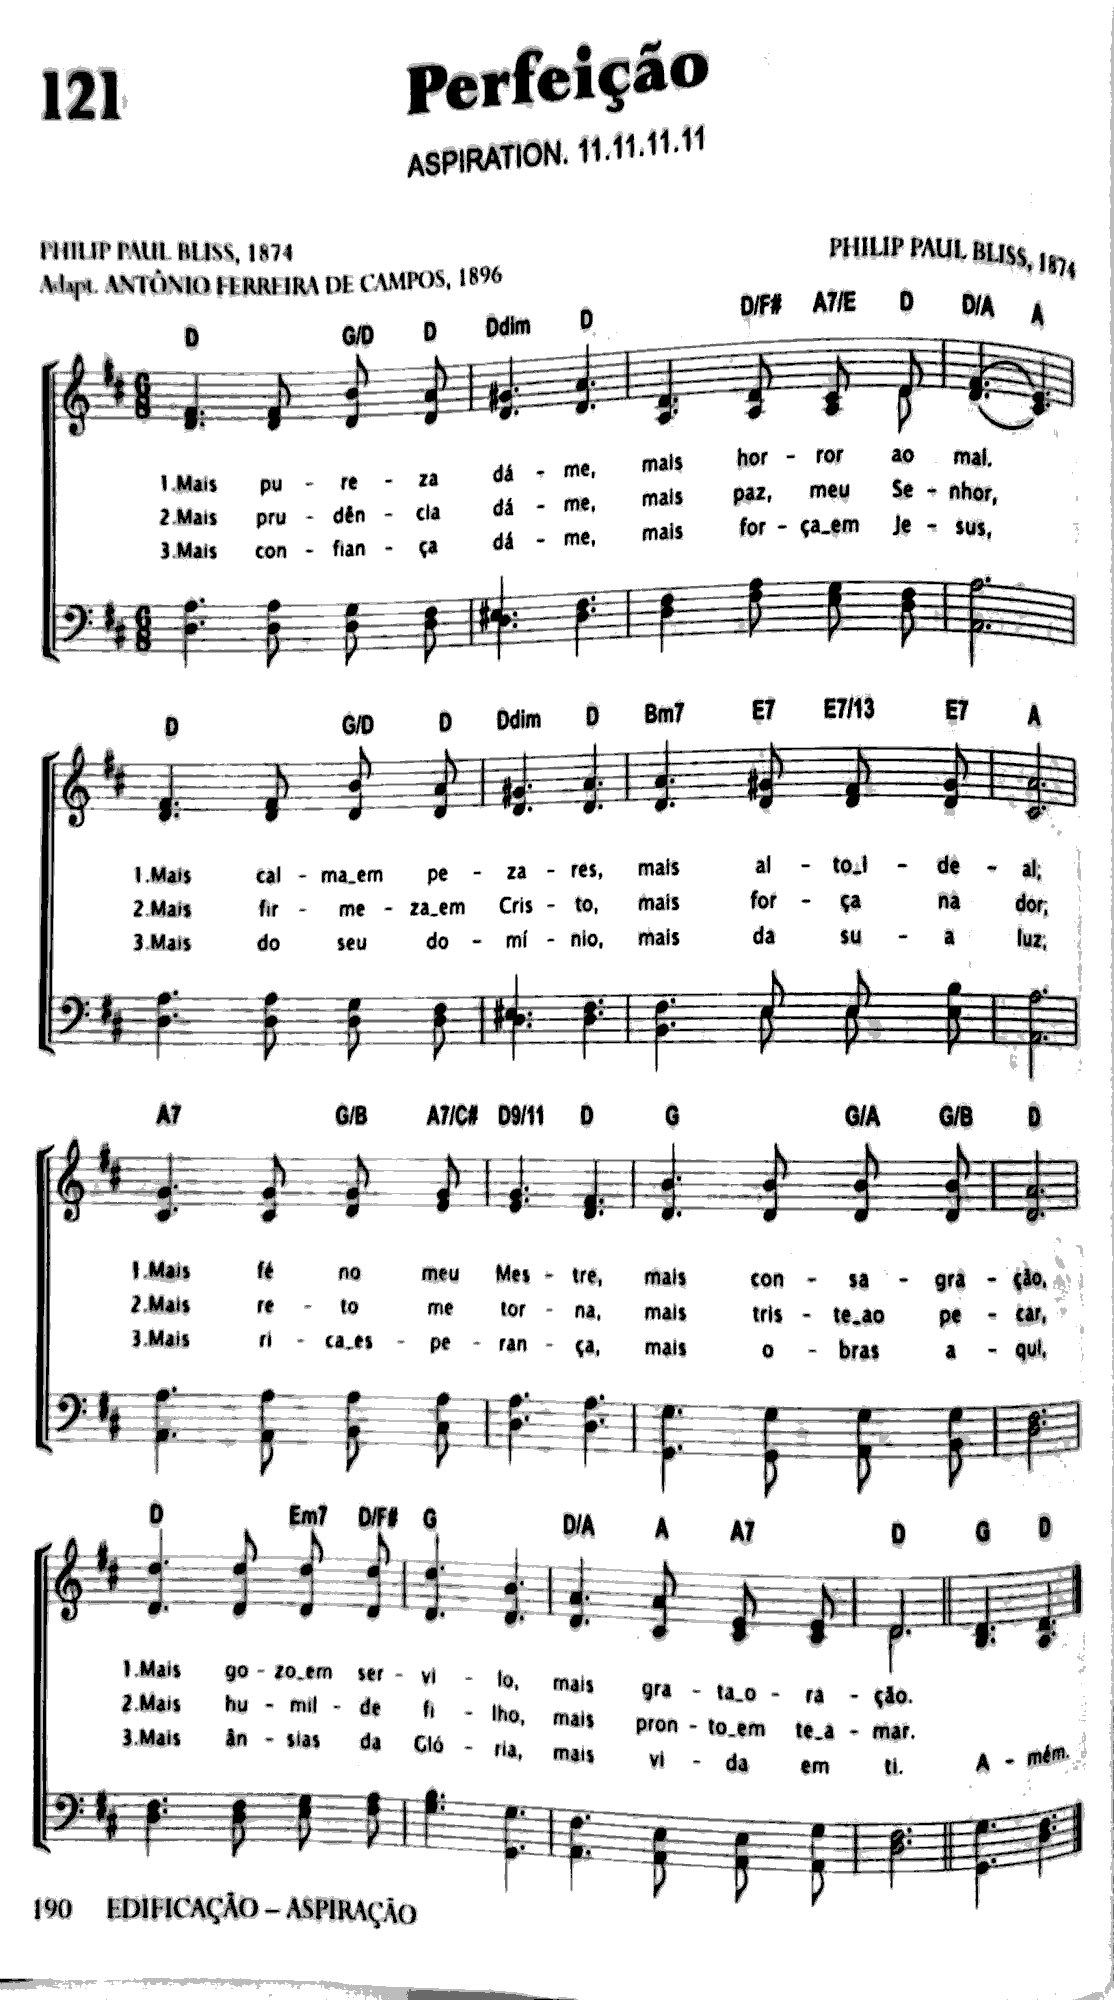 121
Perfeição
ASPIRATION. 11.11.11.11
PHILIP PAUL BLISS, 1874
Adapt. ANTÔNIO FERREIRA DE CAMPOS, 1896
PHILIP PAUL BLISS, 1874
D G/D D Ddim D D/F# A7/E D D/A A
1.Mais pu - re - za dá - me, mais hor - ror ao mal.
2.Mais pru - dên - cia dá - me, mais paz, meu Se - nhor,
3.Mais con - fian - ça dá - me, mais for - ça_em Je - sus,
D G/D D Ddim D Bm7 E7 E7/13 E7 A
1.Mais cal - ma_em pe - za - res, mais al - to_i - de - al;
2.Mais fir - me - za_em Cris - to, mais for - ça na dor;
3.Mais do seu do - mí - nio, mais da su - a luz;
A7 G/B A7/C# D9/11 D G G/A G/B D
1.Mais fé no meu Mes - tre, mais con - sa - gra - ção,
2.Mais re - to me tor - na, mais tris - te_ao pe - car,
3.Mais ri - ca_es - pe - ran - ça, mais o - bras a - qui,
D Em7 D/F# G D/A A A7 D G D
1.Mais go - zo_em ser - vi - lo, mais gra - ta_o - ra - ção.
2.Mais hu - mil - de fi - lho, mais pron - to_em te_a - mar.
3.Mais ân - sias da Gló - ria, mais vi - da em ti. A - mém.
190 EDIFICAÇÃO – ASPIRAÇÃO